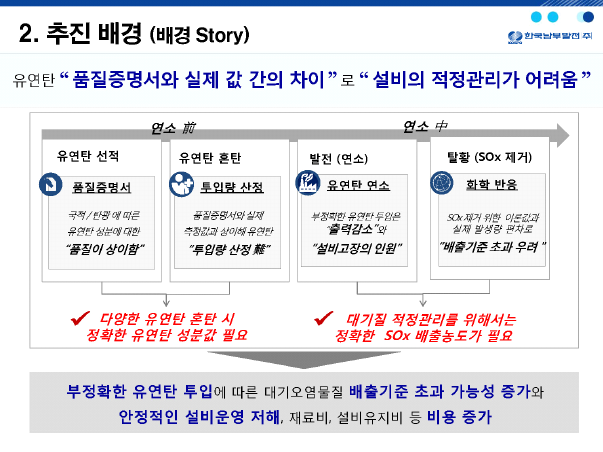 2. 추진 배경 (배경 Story)
한국남부발전㈜
KOSPO
유연탄 “ 품질증명서와 실제 값 간의 차이 ” 로 “ 설비의 적정관리가 어려움 ”
연소 前
연소 中
유연탄 선적
품질증명서
국적 / 탄광 에 따른
유연탄 성분에 대한
“품질이 상이함”
유연탄 혼탄
투입량 산정
품질증명서와 실제
측정값과 상이해 유연탄
“투입량 산정 難”
발전 (연소)
유연탄 연소
부정확한 유연탄 투입은
“출력감소”와
“설비고장의 인원”
탈황 (SOx 제거)
화학 반응
SOx 제거 위한 이론값과
실제 발생량 편차로
“배출기준 초과 우려 ”
다양한 유연탄 혼탄 시
정확한 유연탄 성분값 필요
대기질 적정관리를 위해서는
정확한 SOx 배출농도가 필요
부정확한 유연탄 투입에 따른 대기오염물질 배출기준 초과 가능성 증가와
안정적인 설비운영 저해, 재료비, 설비유지비 등 비용 증가